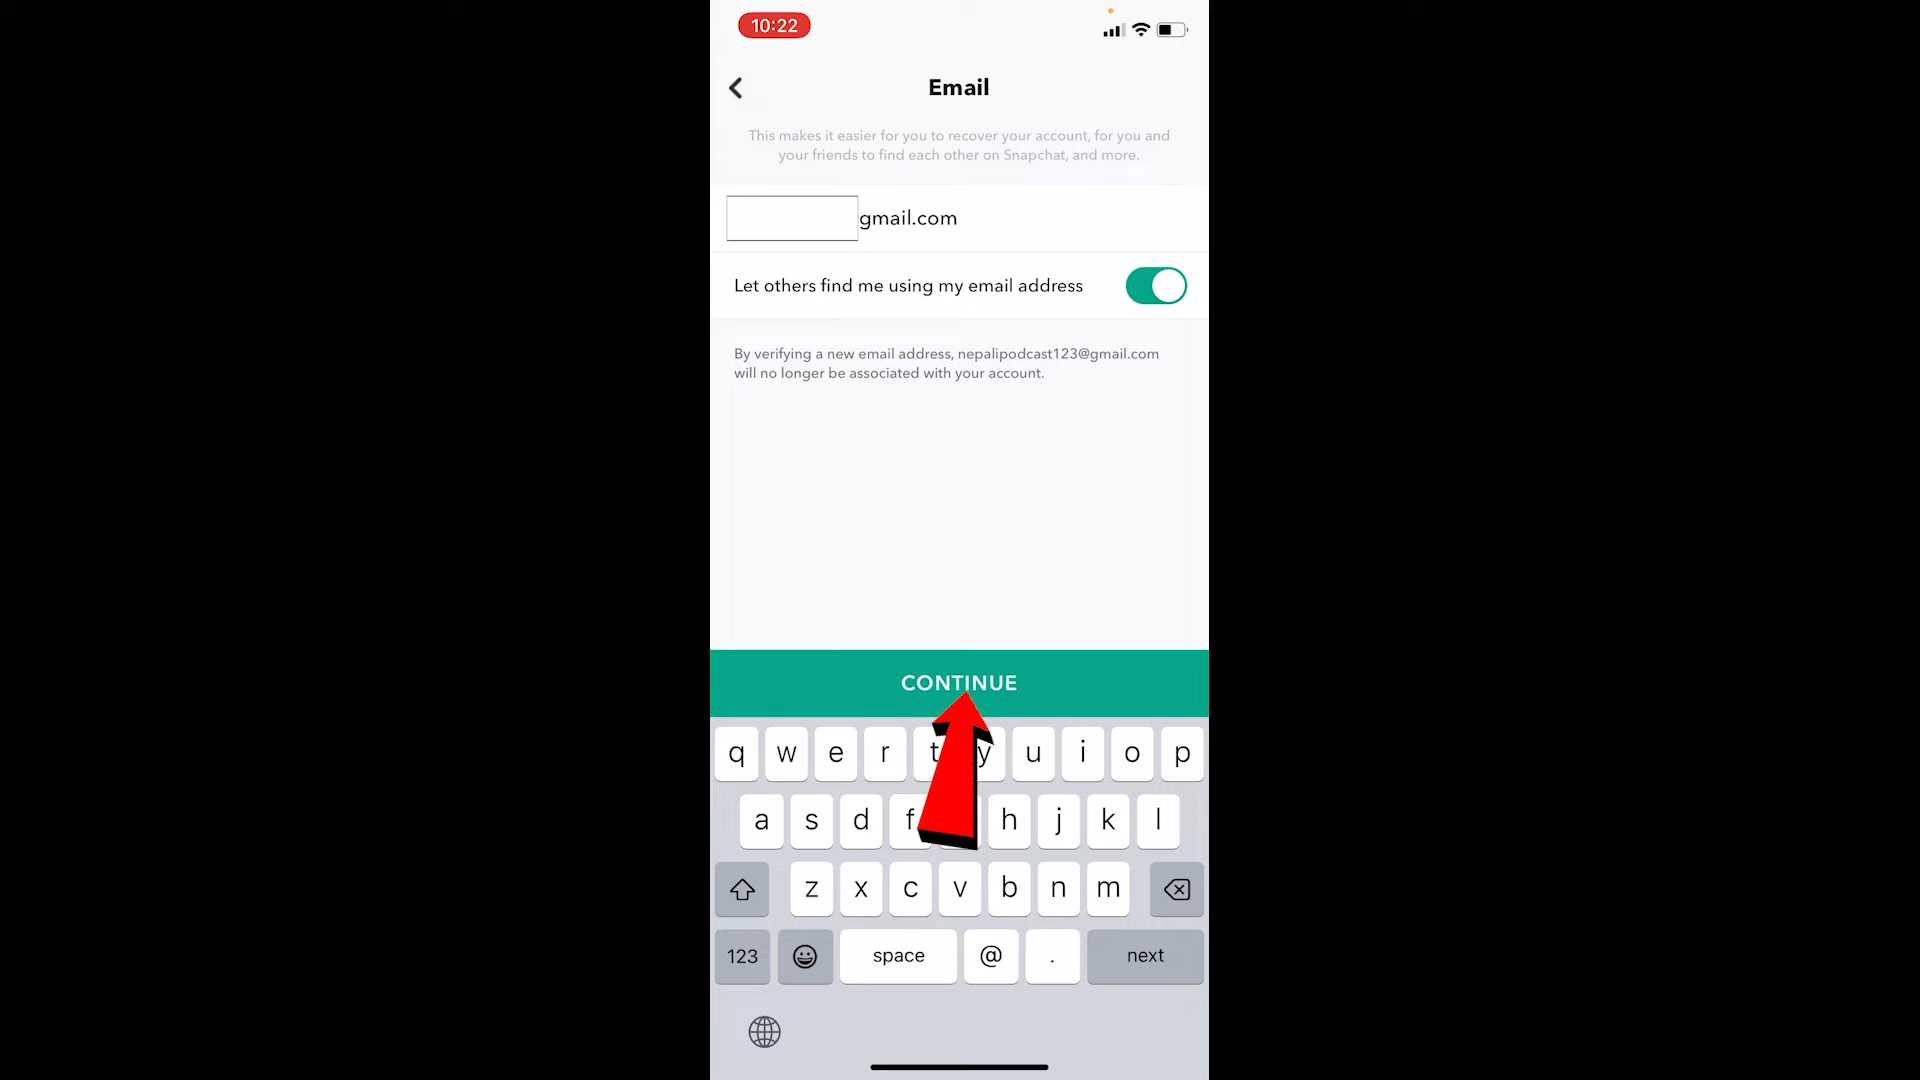 10:22
Email
This makes it easier for you to recover your account, for you and
your friends to find each other on Snapchat, and more.
gmail.com
Let others find me using my email address
By verifying a new email address, nepalipodcast123@gmail.com
will no longer be associated with your account.
CONTINUE
q w e r t y u i o p
a s d f h j k l
z x c v b n m
123 space @ . next